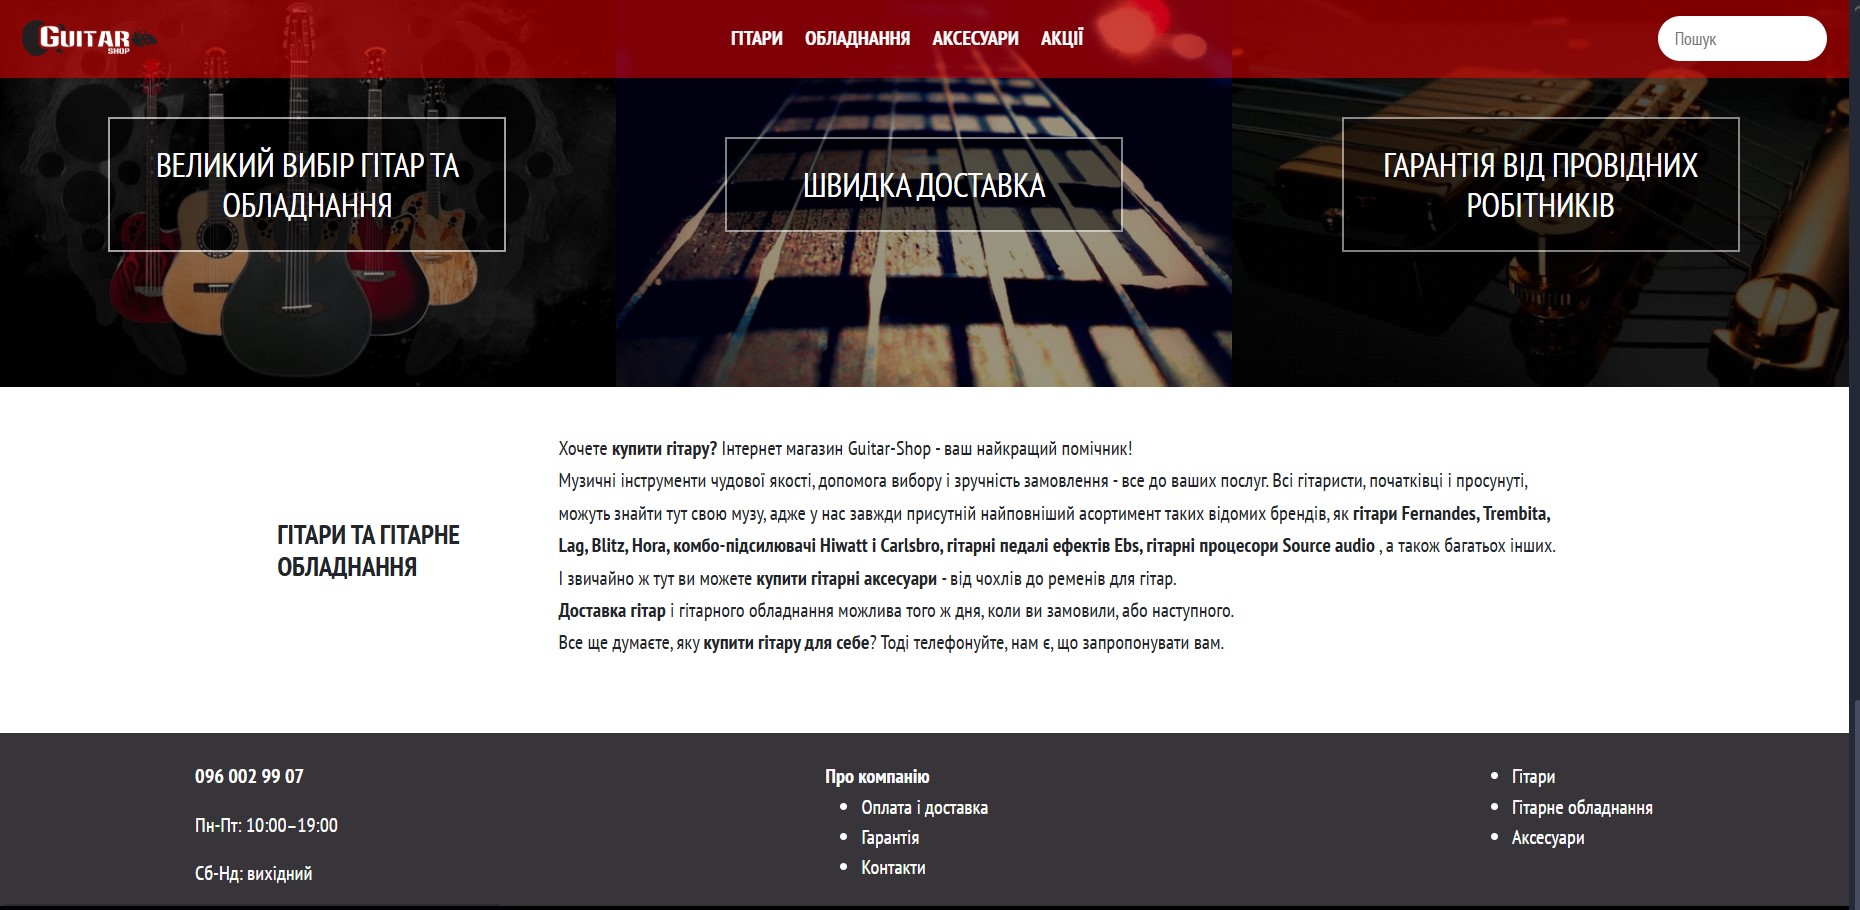 GUITAR
SHOP
ГІТАРИ ОБЛАДНАННЯ АКСЕСУАРИ АКЦІЇ
Пошук
ВЕЛИКИЙ ВИБІР ГІТАР ТА
ОБЛАДНАННЯ
ШВИДКА ДОСТАВКА
ГАРАНТІЯ ВІД ПРОВІДНИХ
РОБІТНИКІВ
ГІТАРИ ТА ГІТАРНЕ
ОБЛАДНАННЯ
Хочете купити гітару? Інтернет магазин Guitar-Shop - ваш найкращий помічник!
Музичні інструменти чудової якості, допомога вибору і зручність замовлення - все до ваших послуг. Всі гітаристи, початківці і просунуті,
можуть знайти тут свою музу, адже у нас завжди присутній найповніший асортимент таких відомих брендів, як гітари Fernandes, Trembita,
Lag, Blitz, Hora, комбо-підсилювачі Hiwatt і Carlsbro, гітарні педалі ефектів Ebs, гітарні процесори Source audio , а також багатьох інших.
І звичайно ж тут ви можете купити гітарні аксесуари - від чохлів до ременів для гітар.
Доставка гітар і гітарного обладнання можлива того ж дня, коли ви замовили, або наступного.
Все ще думаєте, яку купити гітару для себе? Тоді телефонуйте, нам є, що запропонувати вам.
096 002 99 07
Пн-Пт: 10:00–19:00
Сб-Нд: вихідний
Про компанію
Оплата і доставка
Гарантія
Контакти
Гітари
Гітарне обладнання
Аксесуари